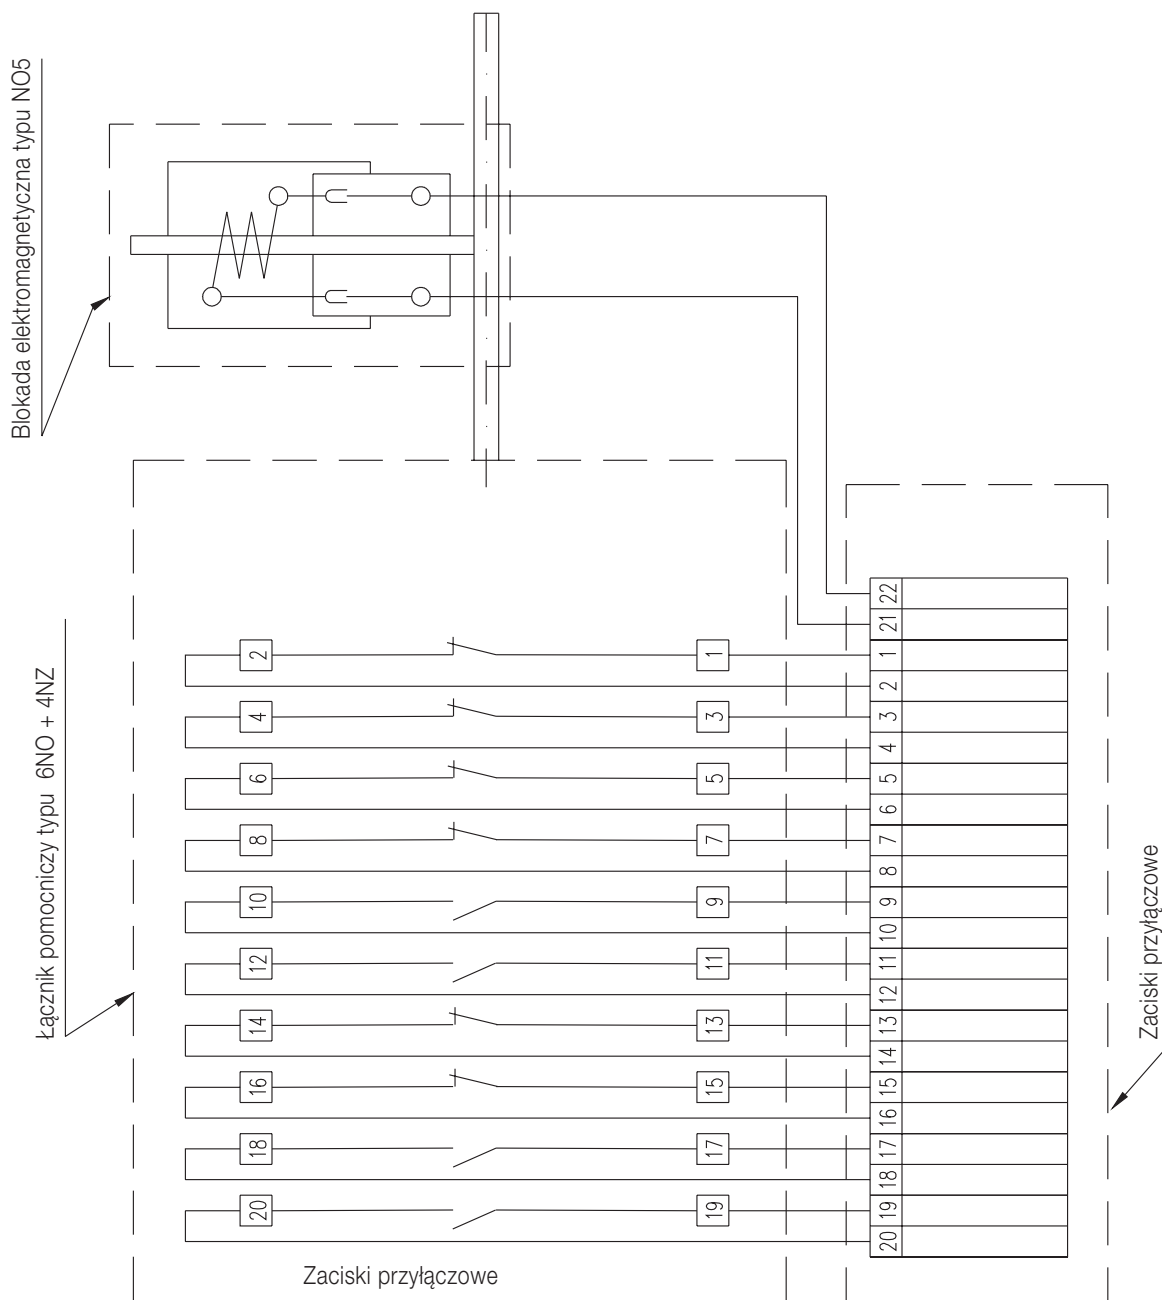 Blokada elektromagnetyczna typu NO5
Łącznik pomocniczy typu 6NO + 4NZ
22
21
2 1 1
2
4 3 3
4
6 5 5
6
8 7 7
8
10 9 9
10
12 11 11
12
14 13 13
14
16 15 15
16
18 17 17
18
20 19 19
20
Zaciski przyłączowe
Zaciski przyłączowe